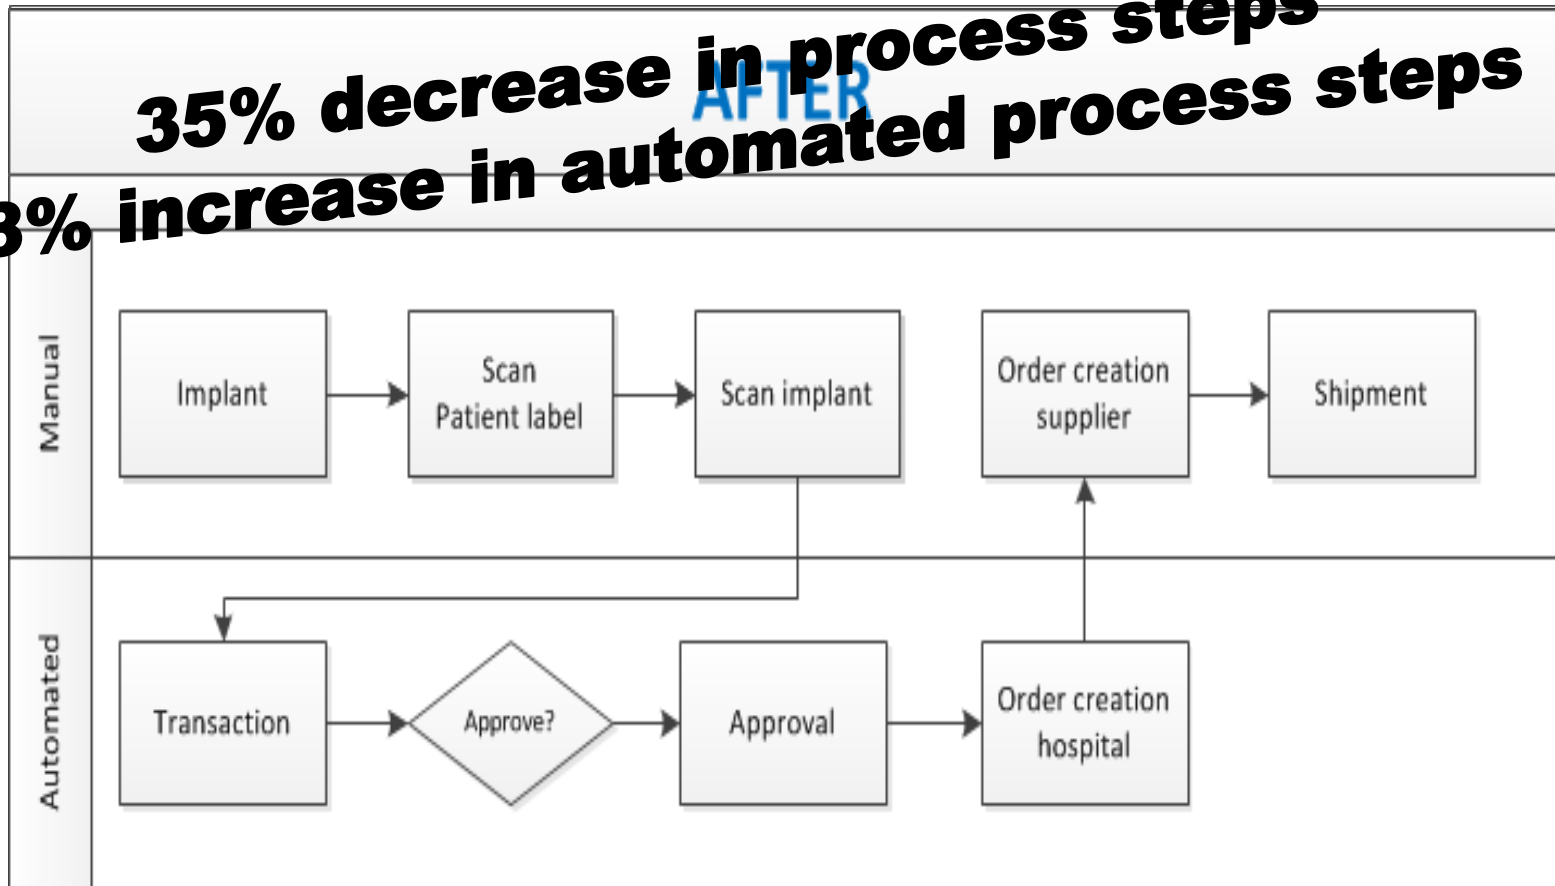 35% decrease in process steps
AFTER
% increase in automated process steps
Manual
Implant
Scan
Patient label
Scan implant
Order creation
supplier
Shipment
Automated
Transaction
Approve?
Approval
Order creation
hospital